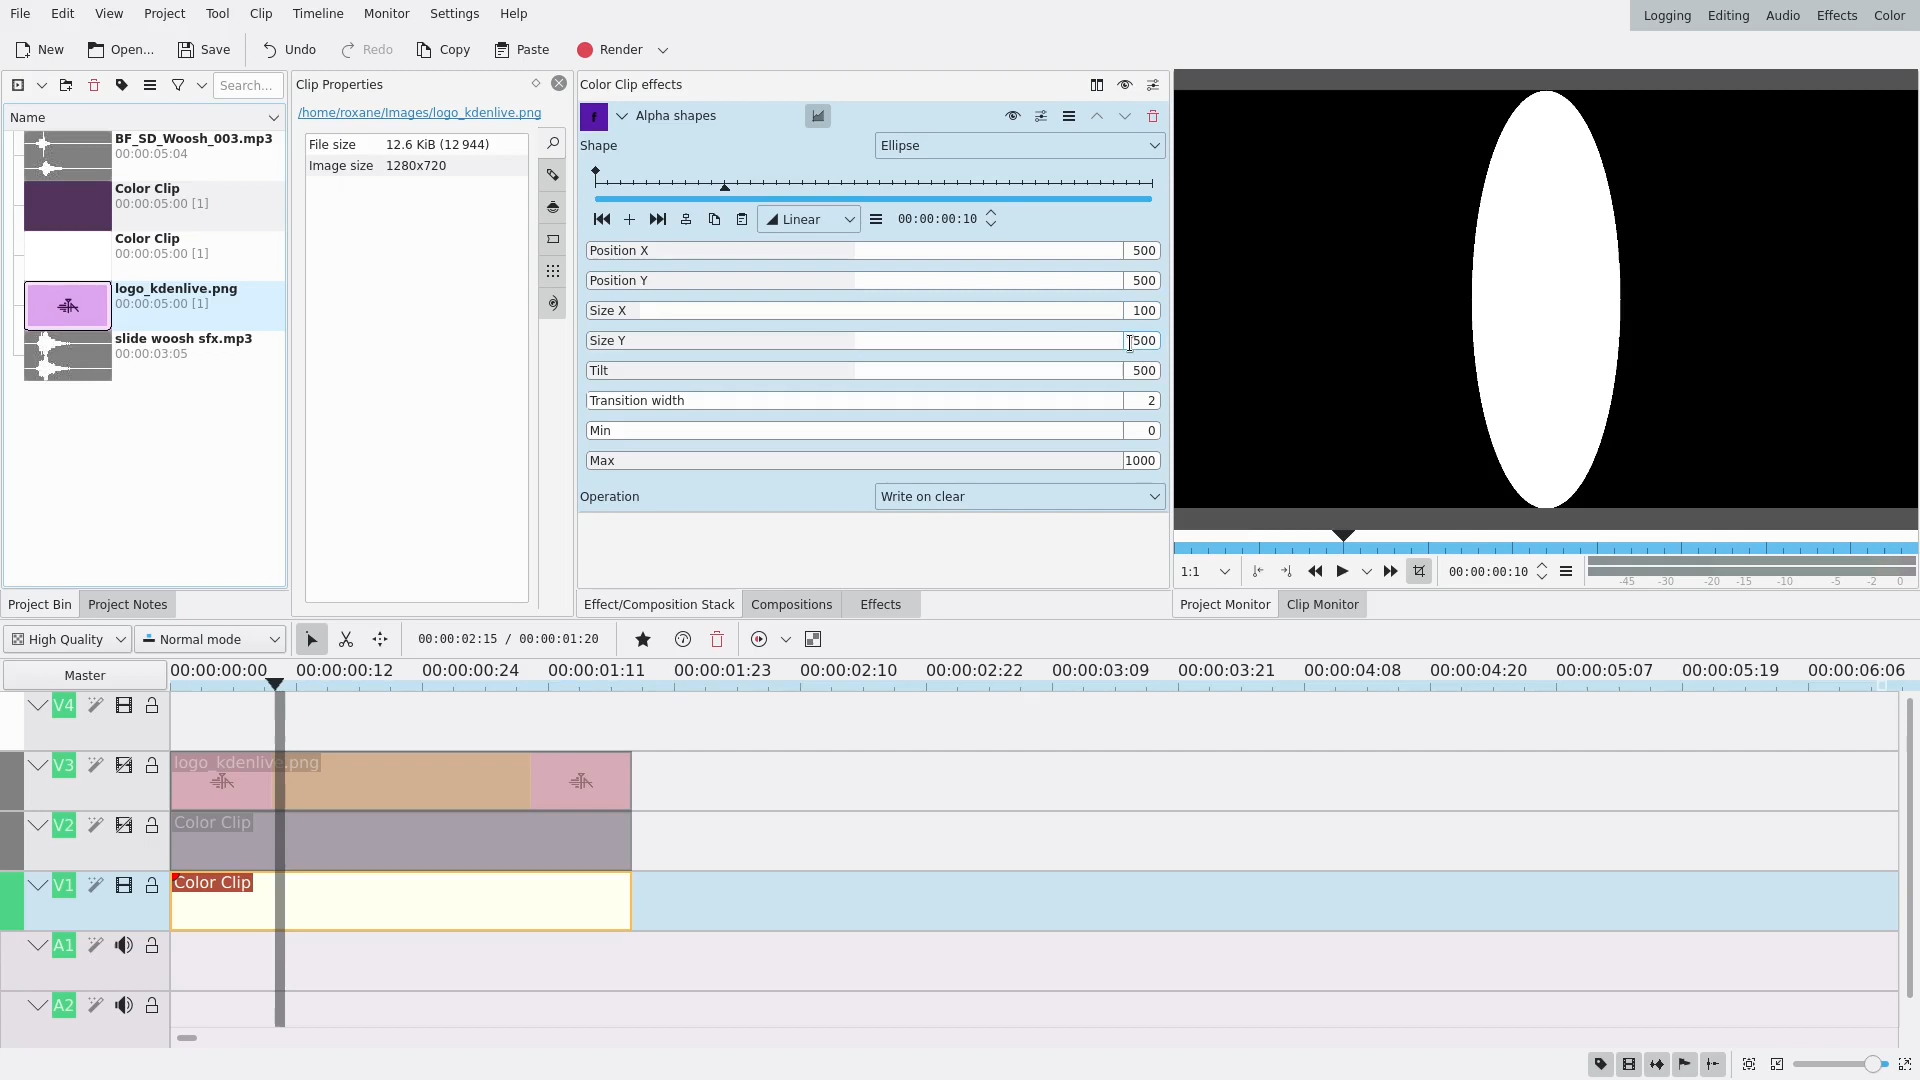 File Edit View Project Tool Clip Timeline Monitor Settings Help
Logging Editing Audio Effects Color
New Open... Save Undo Redo Copy Paste Render
Search...
Name
BF_SD_Woosh_003.mp3
00:00:05:04
Color Clip
00:00:05:00 [1]
Color Clip
00:00:05:00 [1]
logo_kdenlive.png
00:00:05:00 [1]
slide woosh sfx.mp3
00:00:03:05
Project Bin Project Notes
Clip Properties
/home/roxane/Images/logo_kdenlive.png
File size 12.6 KiB (12 944)
Image size 1280x720
Color Clip effects
f Alpha shapes
Shape Ellipse
Linear 00:00:00:10
Position X 500
Position Y 500
Size X 100
Size Y 500
Tilt 500
Transition width 2
Min 0
Max 1000
Operation Write on clear
Effect/Composition Stack Compositions Effects
1:1 00:00:00:10
-45 -30 -20 -15 -10 -5 -2 0
Project Monitor Clip Monitor
High Quality Normal mode 00:00:02:15 / 00:00:01:20
Master 00:00:00:00 00:00:00:12 00:00:00:24 00:00:01:11 00:00:01:23 00:00:02:10 00:00:02:22 00:00:03:09 00:00:03:21 00:00:04:08 00:00:04:20 00:00:05:07 00:00:05:19 00:00:06:06
V4
V3 logo_kdenlive.png
V2 Color Clip
V1 Color Clip
A1
A2